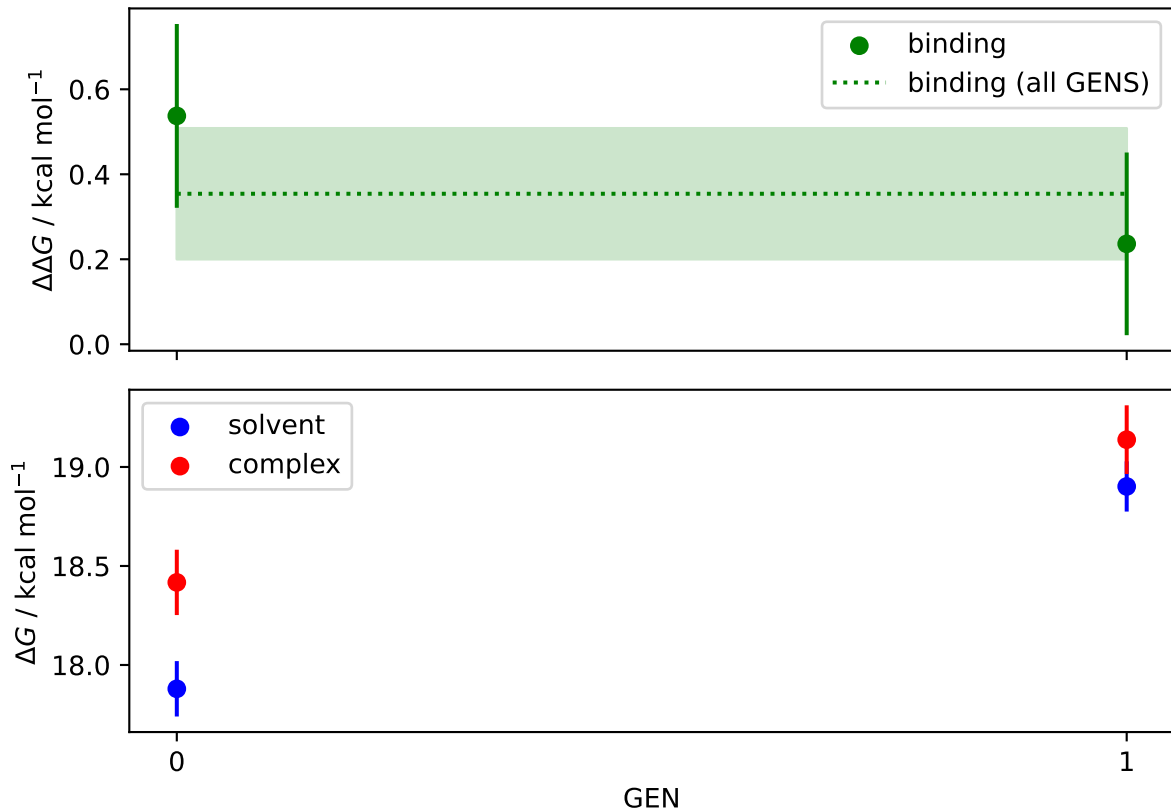 binding
binding (all GENS)
ΔΔG / kcal mol⁻¹
0.6
0.4
0.2
0.0
solvent
complex
ΔG / kcal mol⁻¹
19.0
18.5
18.0
0
1
GEN